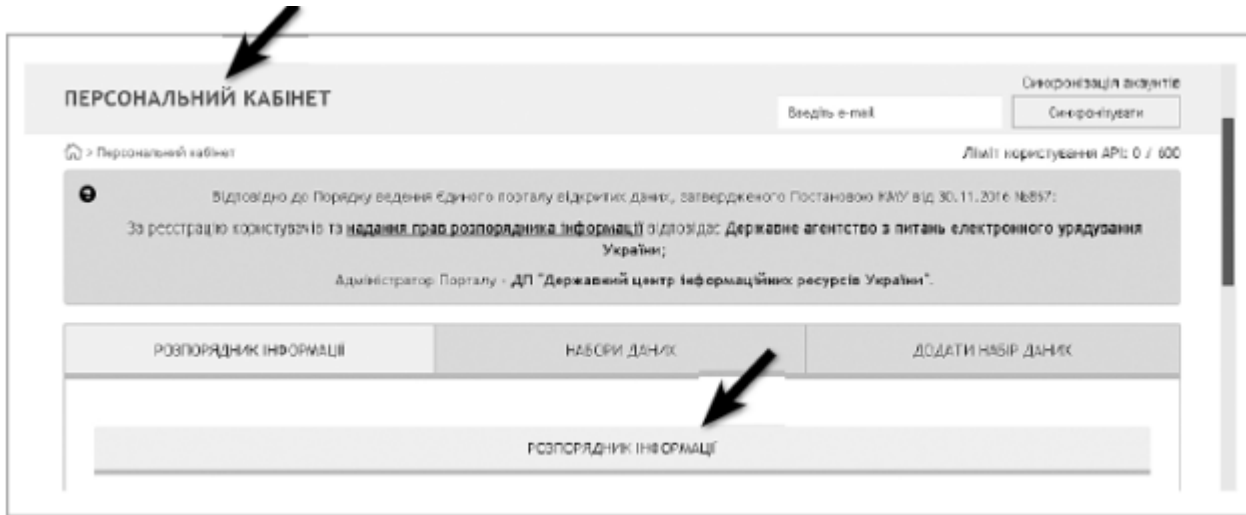 ПЕРСОНАЛЬНИЙ КАБІНЕТ
Синхронізація акаунтів
Введіть e-mail
Синхронізувати
> Персональний кабінет
Ліміт користування API: 0 / 600
Відповідно до Порядку ведення Єдиного порталу відкритих даних, затвердженого Постановою КМУ від 30.11.2016 №867:
За реєстрацію користувачів та надання прав розпорядника інформації відповідає Державне агентство з питань електронного урядування
України;
Адміністратор Порталу - ДП "Державний центр інформаційних ресурсів України".
РОЗПОРЯДНИК ІНФОРМАЦІЇ
НАБОРИ ДАНИХ
ДОДАТИ НАБІР ДАНИХ
РОЗПОРЯДНИК ІНФОРМАЦІЇ